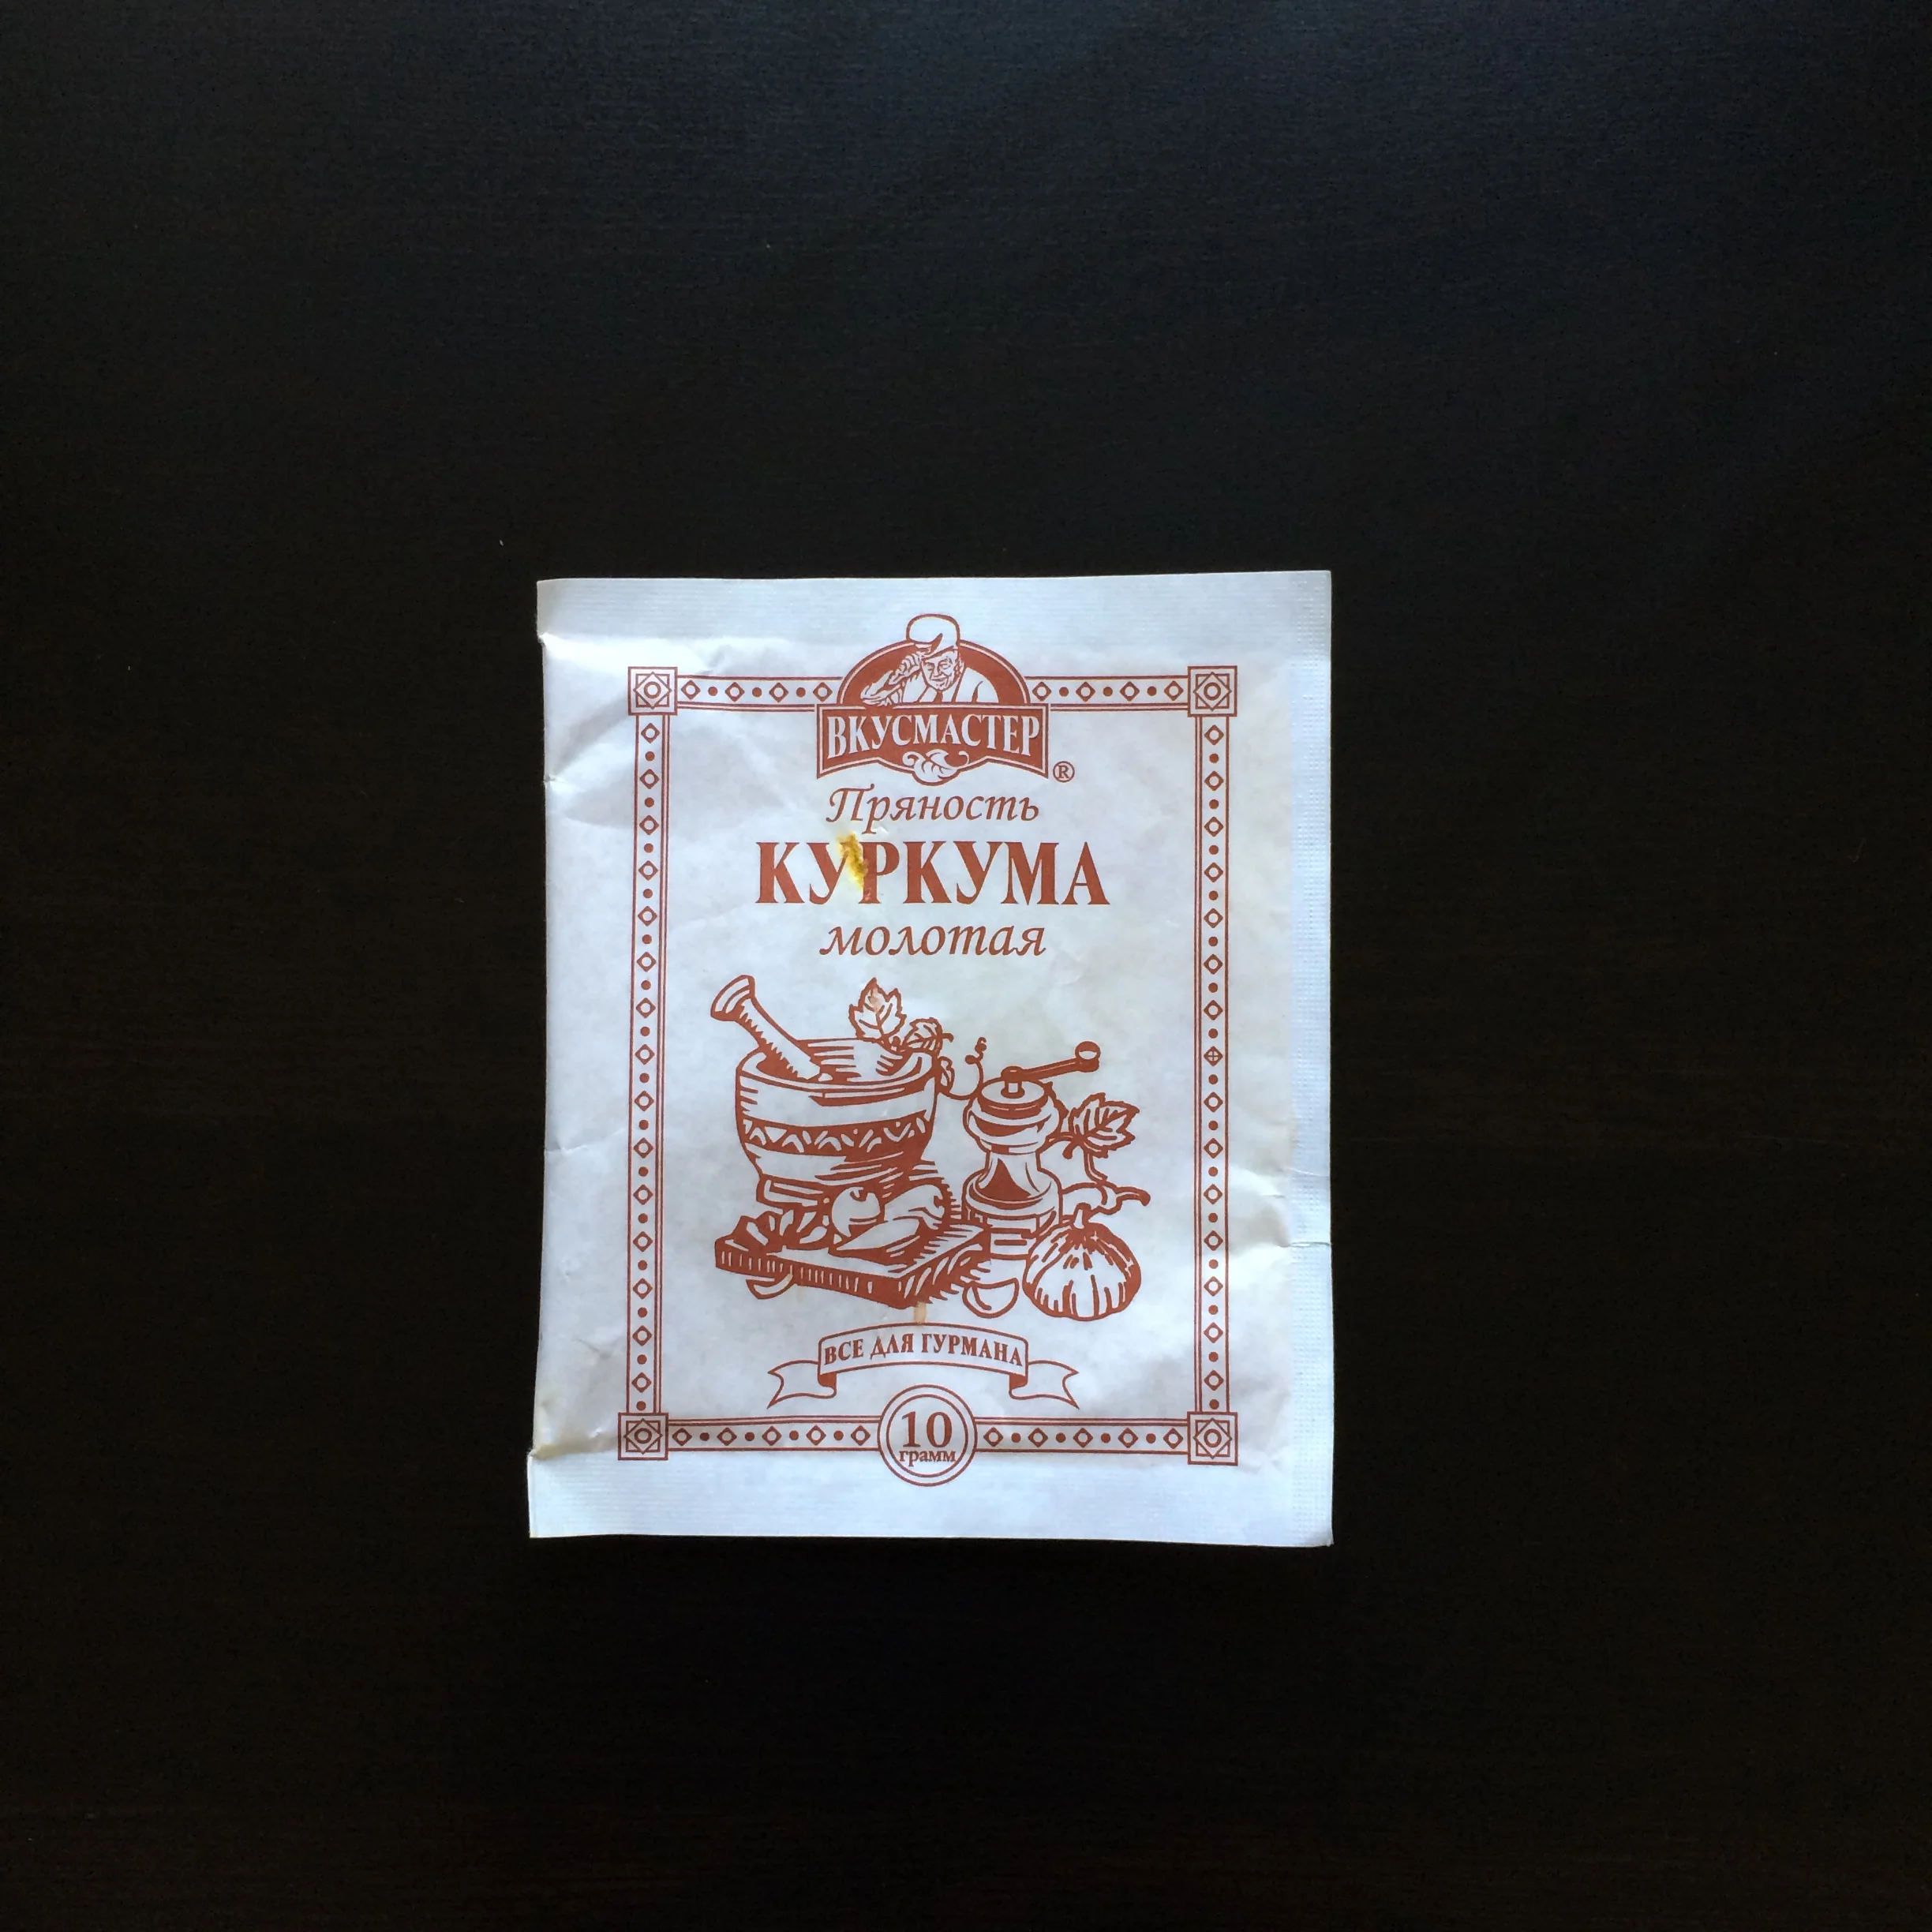 ВКУСМАСТЕР
®
Пряность
КУРКУМА
молотая
ВСЕ ДЛЯ ГУРМАНА
10
грамм